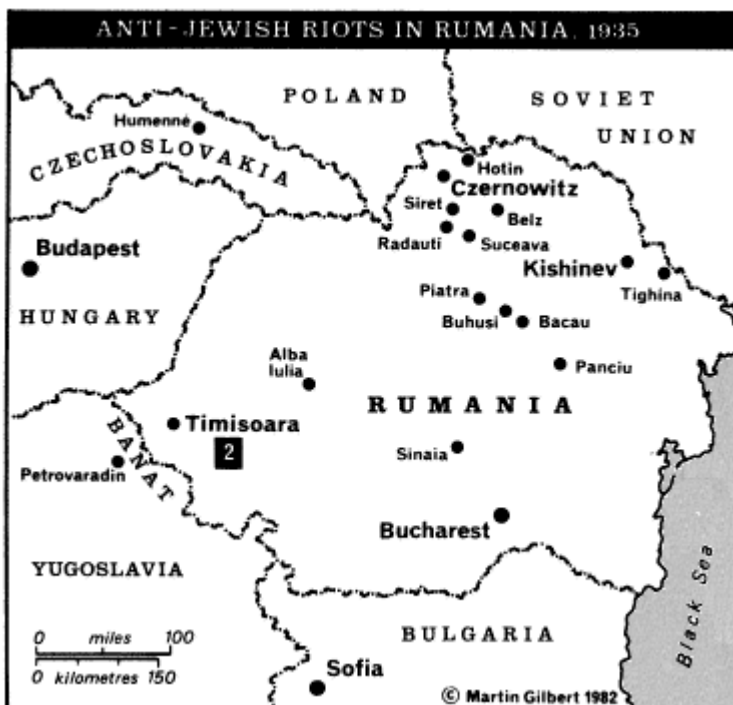 ANTI-JEWISH RIOTS IN RUMANIA, 1935
POLAND
SOVIET
UNION
Humenné
CZECHOSLOVAKIA
Hotin
Czernowitz
Siret
Belz
Radauti
Suceava
Budapest
Kishinev
Tighina
HUNGARY
Piatra
Buhusi
Bacau
Alba
Iulia
Panciu
RUMANIA
Timisoara
BANAT
2
Sinaia
Petrovaradin
Bucharest
YUGOSLAVIA
Black Sea
0 miles 100
0 kilometres 150
BULGARIA
Sofia
© Martin Gilbert 1982